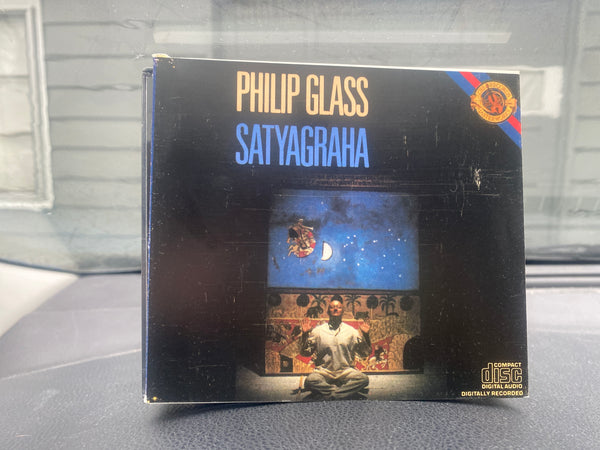 PHILIP GLASS
SATYAGRAHA
COMPACT
disc
DIGITAL AUDIO
DIGITALLY RECORDED